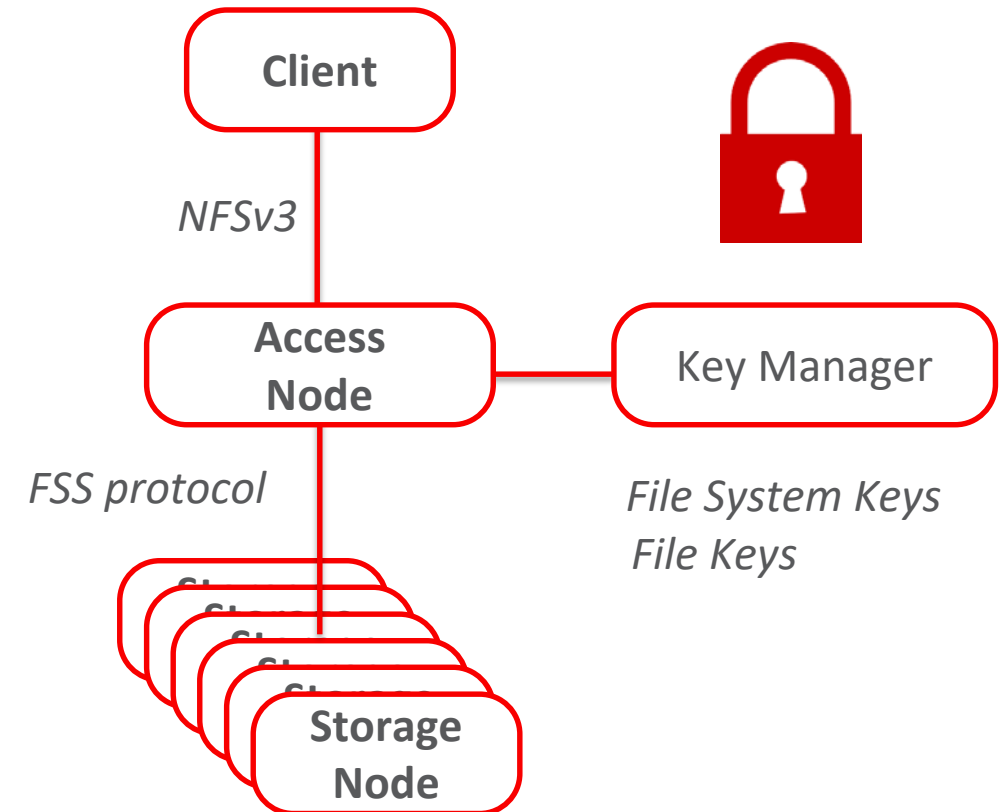 Client
NFSv3
Access
Node
Key Manager
FSS protocol
File System Keys
File Keys
Storage
Node